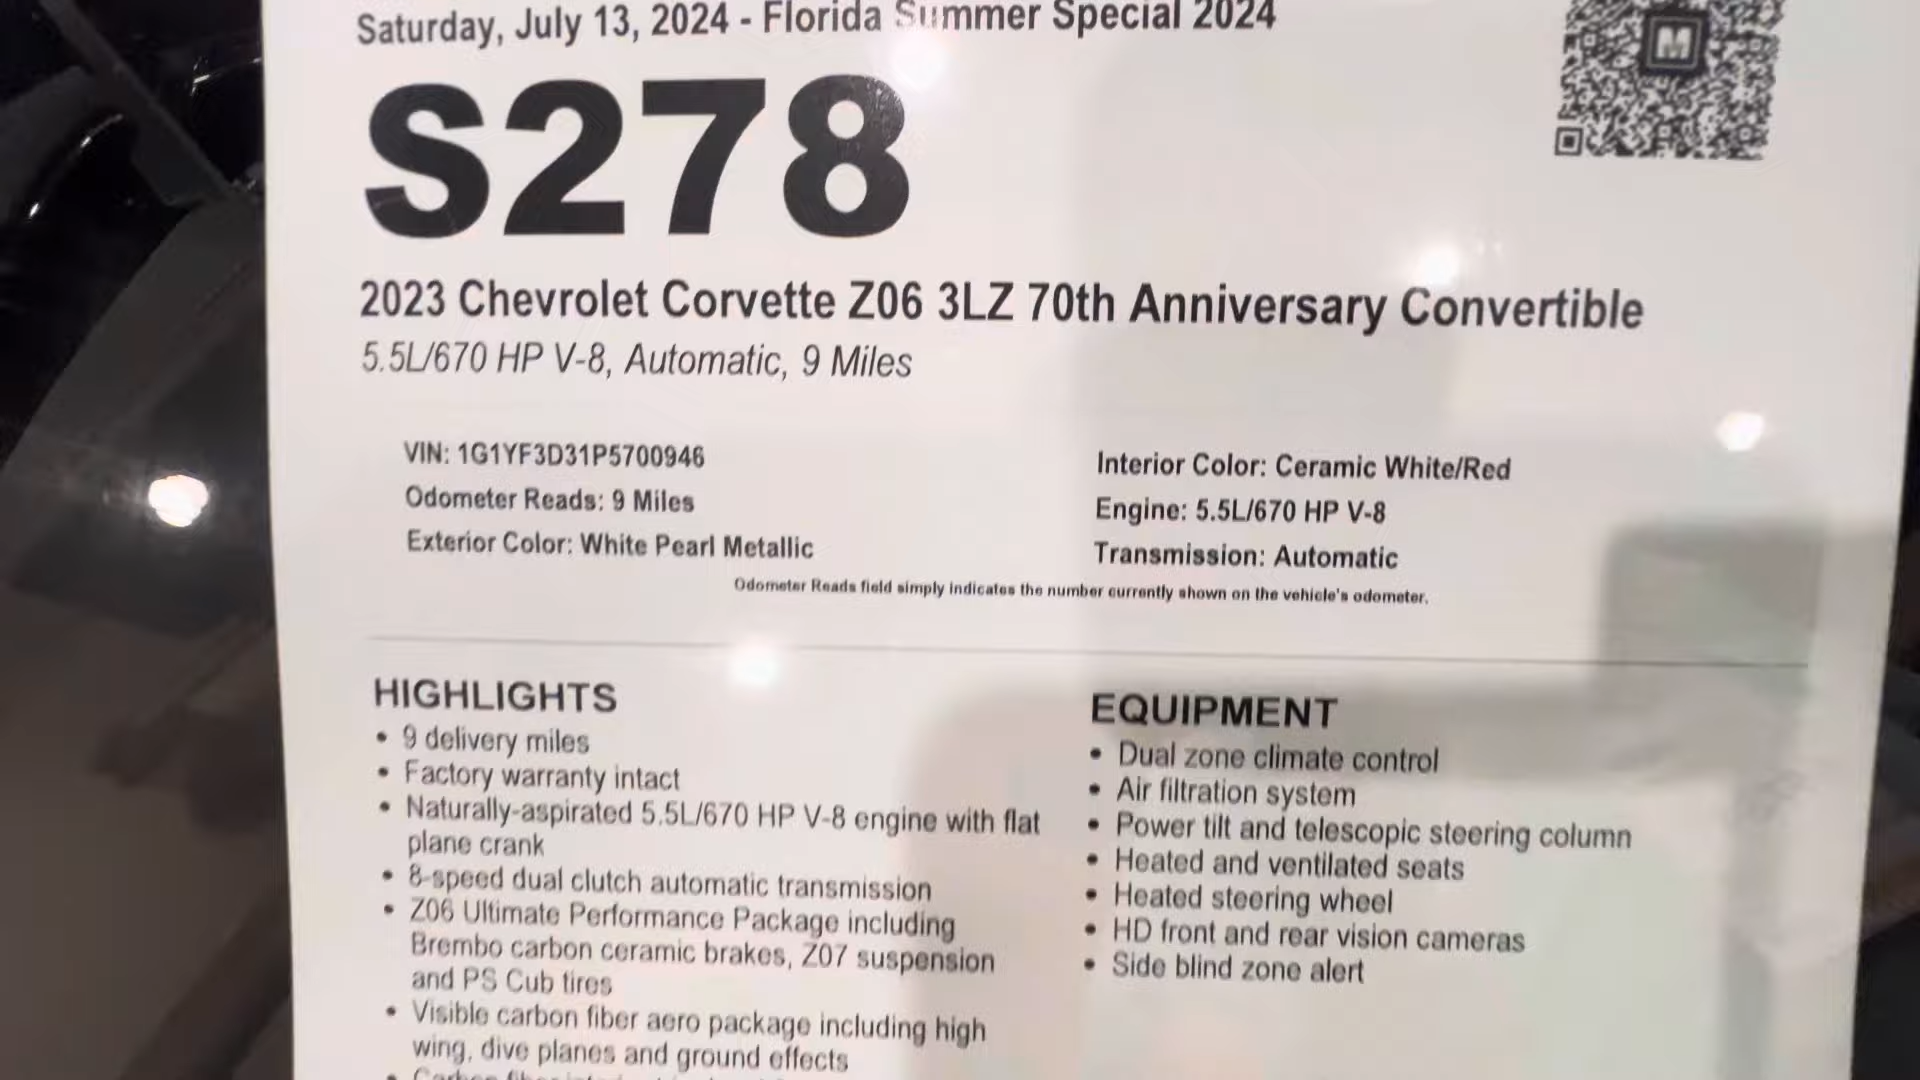 Saturday, July 13, 2024 - Florida Summer Special 2024
S278
2023 Chevrolet Corvette Z06 3LZ 70th Anniversary Convertible
5.5L/670 HP V-8, Automatic, 9 Miles
VIN: 1G1YF3D31P5700946
Odometer Reads: 9 Miles
Exterior Color: White Pearl Metallic
Interior Color: Ceramic White/Red
Engine: 5.5L/670 HP V-8
Transmission: Automatic
Odometer Reads field simply indicates the number currently shown on the vehicle's odometer.
HIGHLIGHTS
• 9 delivery miles
• Factory warranty intact
• Naturally-aspirated 5.5L/670 HP V-8 engine with flat
plane crank
• 8-speed dual clutch automatic transmission
• Z06 Ultimate Performance Package including
Brembo carbon ceramic brakes, Z07 suspension
and PS Cub tires
• Visible carbon fiber aero package including high
wing, dive planes and ground effects
EQUIPMENT
• Dual zone climate control
• Air filtration system
• Power tilt and telescopic steering column
• Heated and ventilated seats
• Heated steering wheel
• HD front and rear vision cameras
• Side blind zone alert
M